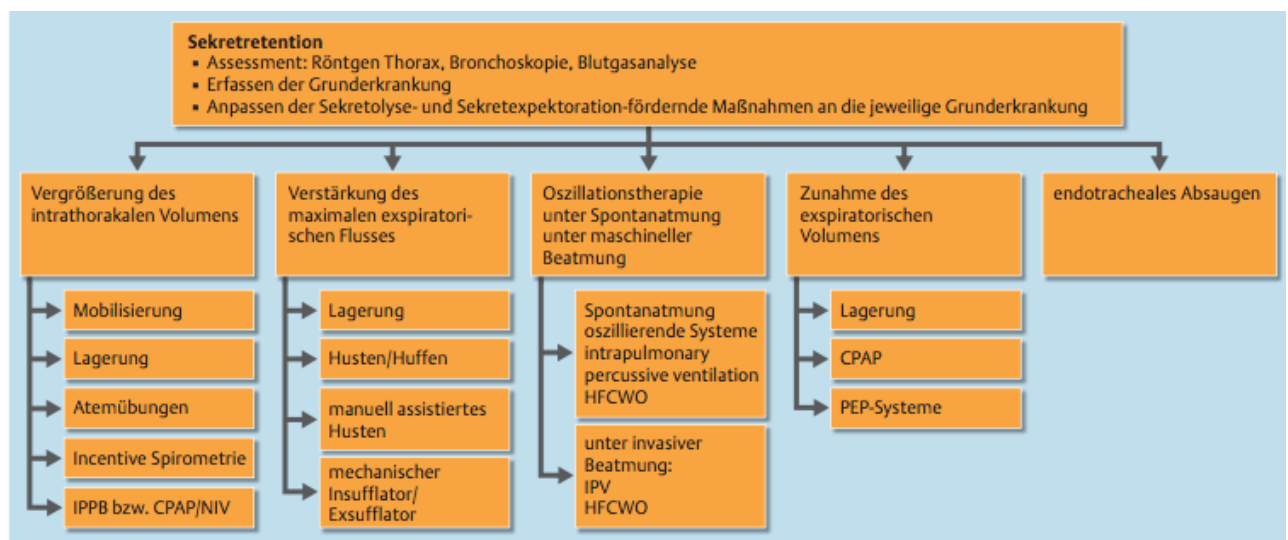 Sekretretention
▪ Assessment: Röntgen Thorax, Bronchoskopie, Blutgasanalyse
▪ Erfassen der Grunderkrankung
▪ Anpassen der Sekretolyse- und Sekretexpektoration-fördernde Maßnahmen an die jeweilige Grunderkrankung
Vergrößerung des
intrathorakalen Volumens
Mobilisierung
Lagerung
Atemübungen
Incentive Spirometrie
IPPB bzw. CPAP/NIV
Verstärkung des
maximalen exspiratori-
schen Flusses
Lagerung
Husten/Huffen
manuell assistiertes
Husten
mechanischer
Insufflator/
Exsufflator
Oszillationstherapie
unter Spontanatmung
unter maschineller
Beatmung
Spontanatmung
oszillierende Systeme
intrapulmonary
percussive ventilation
HFCWO
unter invasiver
Beatmung:
IPV
HFCWO
Zunahme des
exspiratorischen
Volumens
Lagerung
CPAP
PEP-Systeme
endotracheales Absaugen